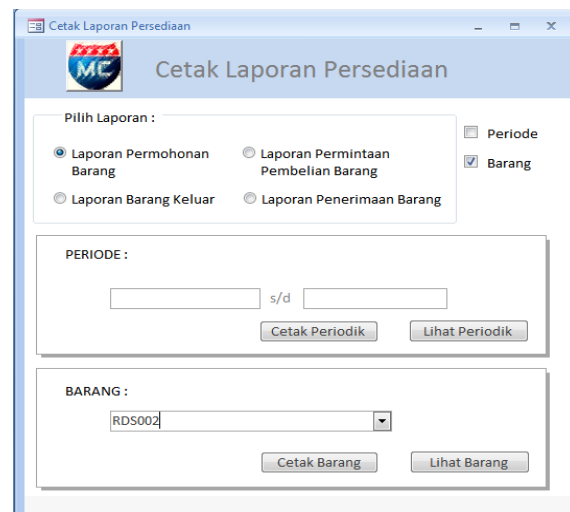 Cetak Laporan Persediaan
MC
Cetak Laporan Persediaan
Pilih Laporan :
Periode
Laporan Permohonan
Barang
Laporan Permintaan
Pembelian Barang
Barang
Laporan Barang Keluar
Laporan Penerimaan Barang
PERIODE :
s/d
Cetak Periodik
Lihat Periodik
BARANG :
RDS002
Cetak Barang
Lihat Barang